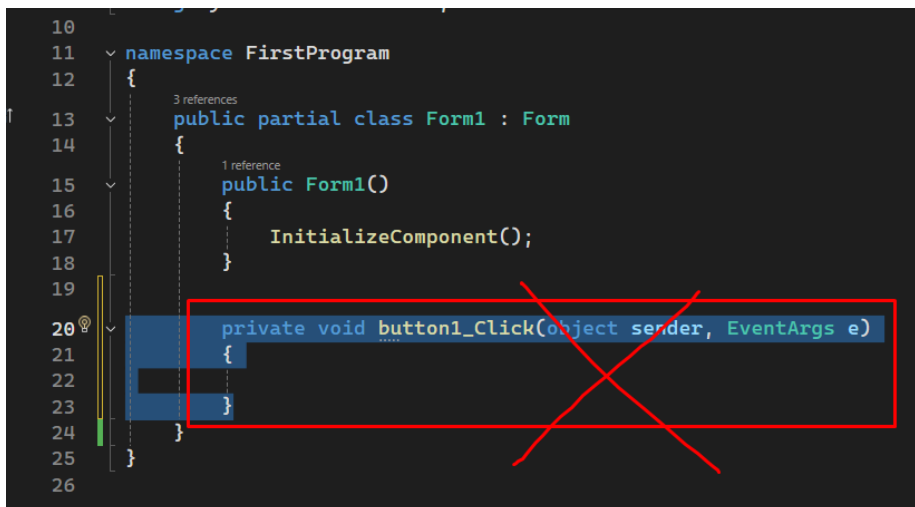 10
11 namespace FirstProgram
12 {
3 references
13 public partial class Form1 : Form
14 {
1 reference
15 public Form1()
16 {
17 InitializeComponent();
18 }
19
20 private void button1_Click(object sender, EventArgs e)
21 {
22
23 }
24 }
25 }
26